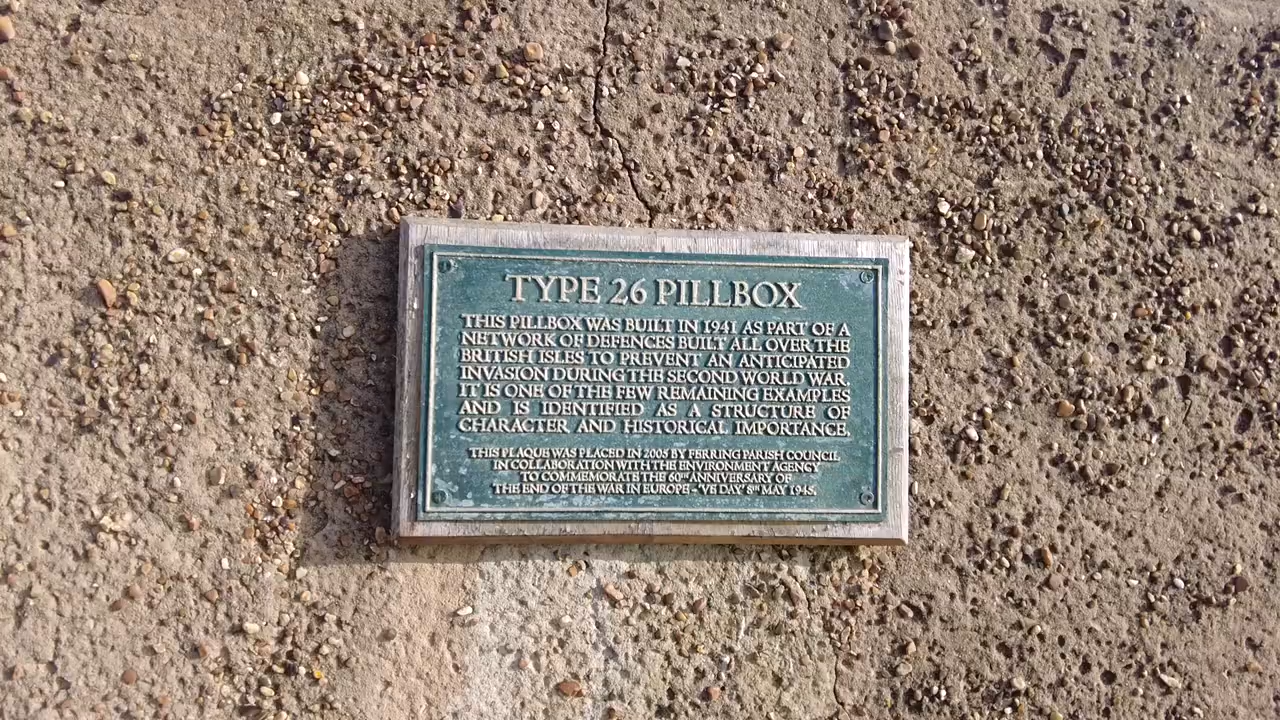 TYPE 26 PILLBOX
THIS PILLBOX WAS BUILT IN 1941 AS PART OF A
NETWORK OF DEFENCES BUILT ALL OVER THE
BRITISH ISLES TO PREVENT AN ANTICIPATED
INVASION DURING THE SECOND WORLD WAR.
IT IS ONE OF THE FEW REMAINING EXAMPLES
AND IS IDENTIFIED AS A STRUCTURE OF
CHARACTER AND HISTORICAL IMPORTANCE.
THIS PLAQUE WAS PLACED IN 2005 BY FERRING PARISH COUNCIL
IN COLLABORATION WITH THE ENVIRONMENT AGENCY
TO COMMEMORATE THE 60TH ANNIVERSARY OF
THE END OF THE WAR IN EUROPE - 'VE DAY' 8TH MAY 1945.